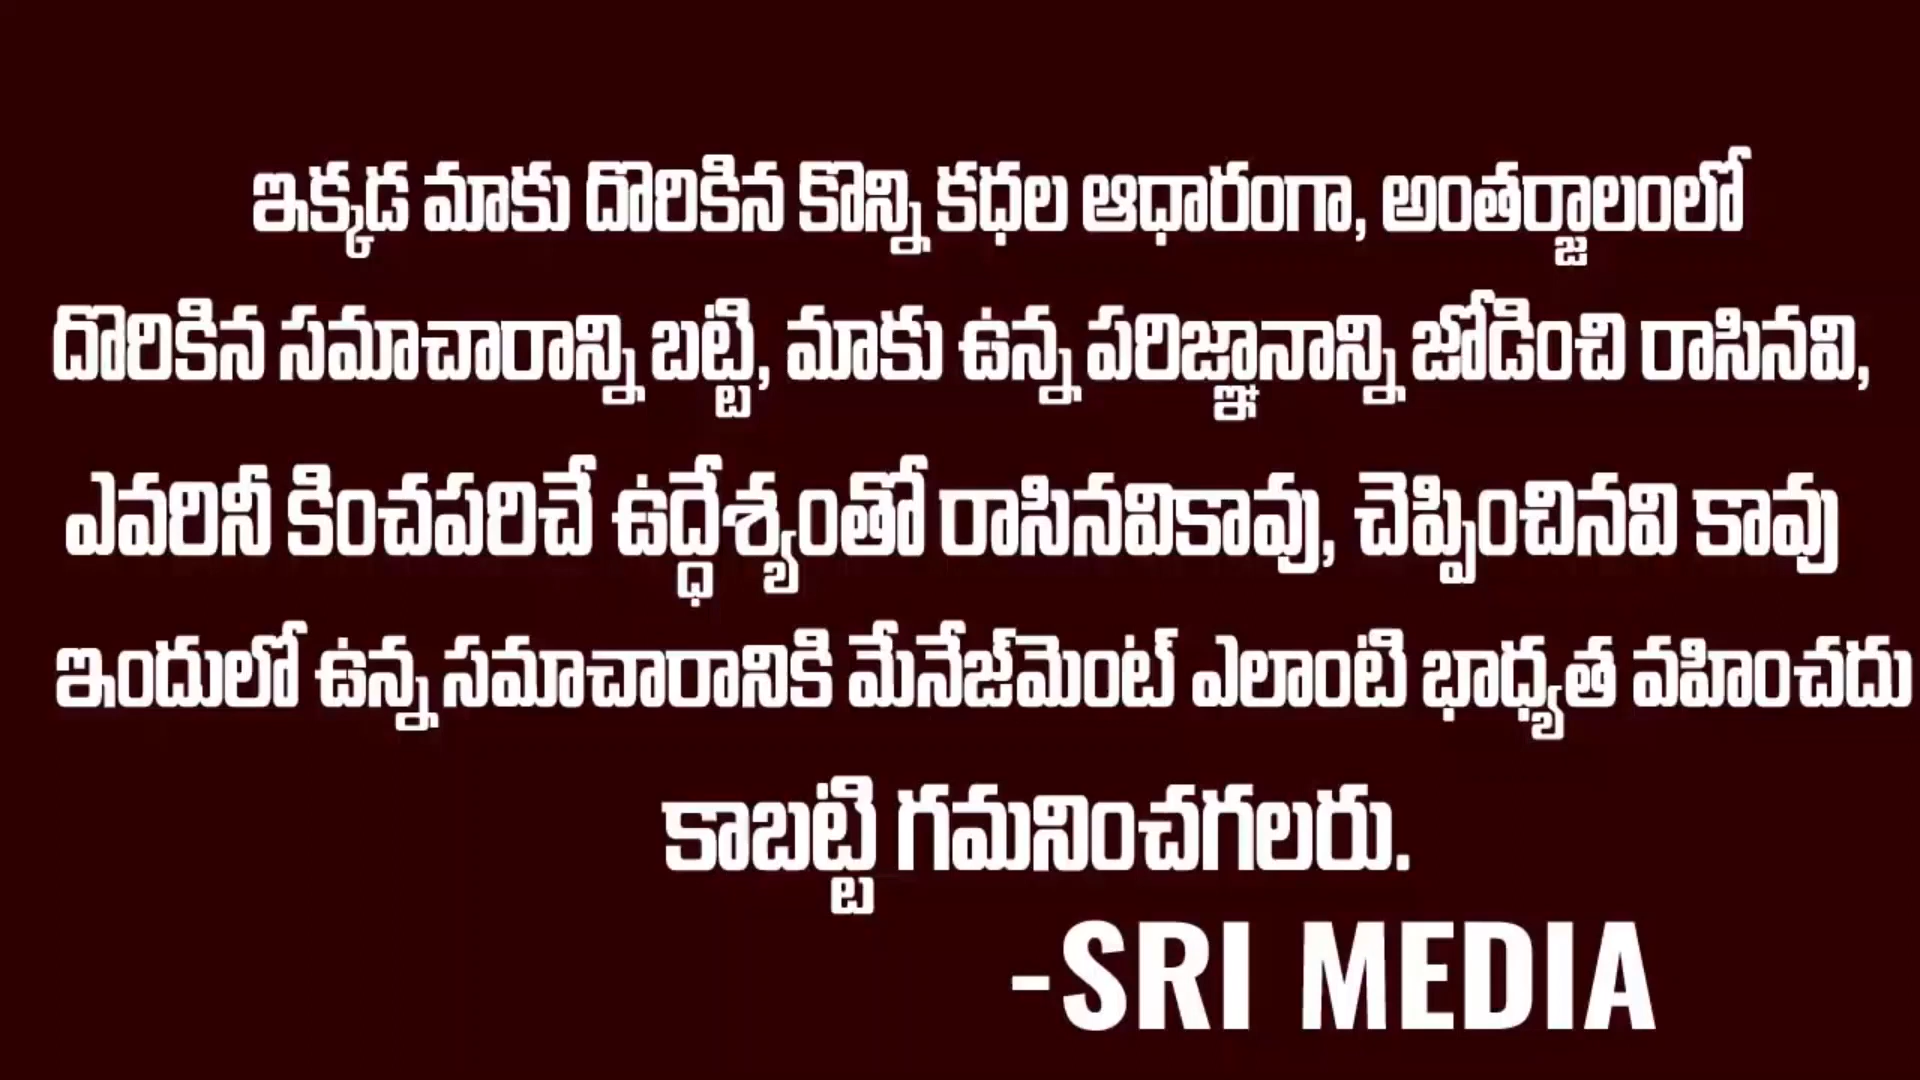 ఇక్కడ మాకు దొరికిన కొన్ని కధల ఆధారంగా, అంతర్జాలంలో
దొరికిన సమాచారాన్ని బట్టి, మాకు ఉన్న పరిజ్ఞానాన్ని జోడించి రాసినవి,
ఎవరినీ కించపరిచే ఉద్ధేశ్యంతో రాసినవికావు, చెప్పించినవి కావు
ఇందులో ఉన్న సమాచారానికి మేనేజ్‌మెంట్ ఎలాంటి భాధ్యత వహించదు
కాబట్టి గమనించగలరు.
-SRI MEDIA